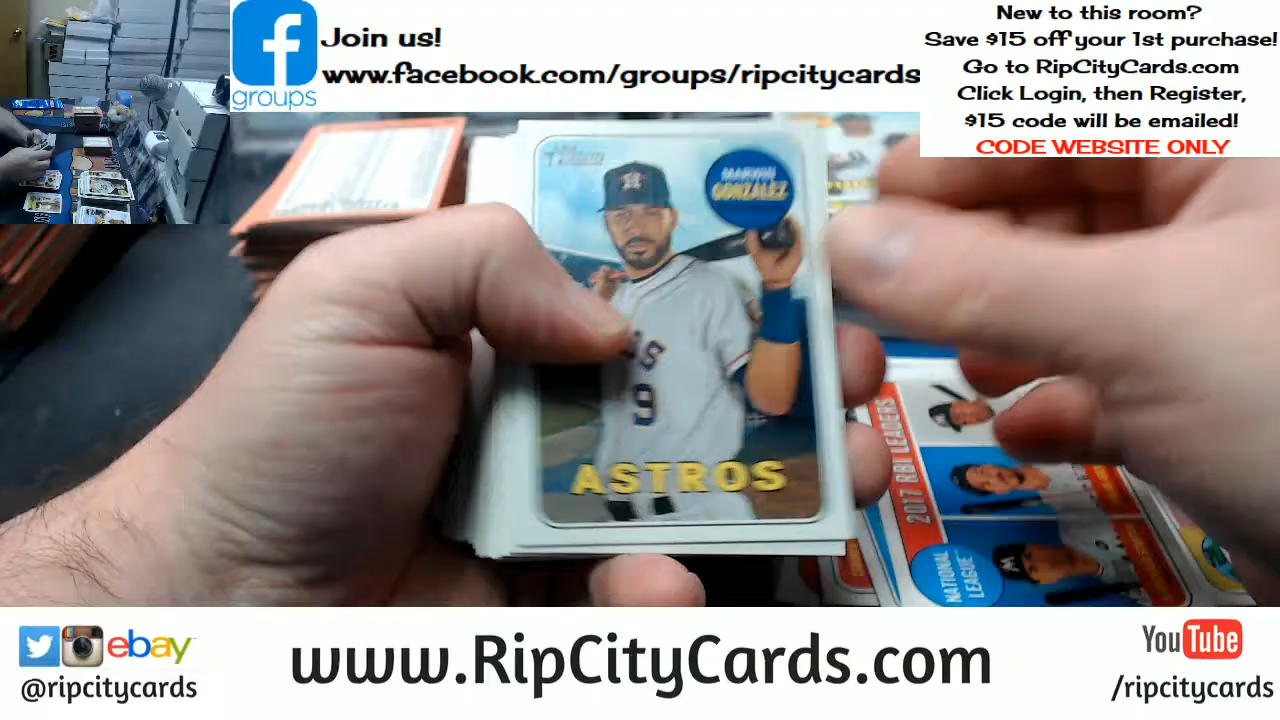 Join us!
www.facebook.com/groups/ripcitycards
f
groups
New to this room?
Save $15 off your 1st purchase!
Go to RipCityCards.com
Click Login, then Register,
$15 code will be emailed!
CODE WEBSITE ONLY
MARWIN
GONZALEZ
9
ASTROS
2017 RBI LEADERS
NATIONAL
LEAGUE
ebay
@ripcitycards
www.RipCityCards.com
YouTube
/ripcitycards